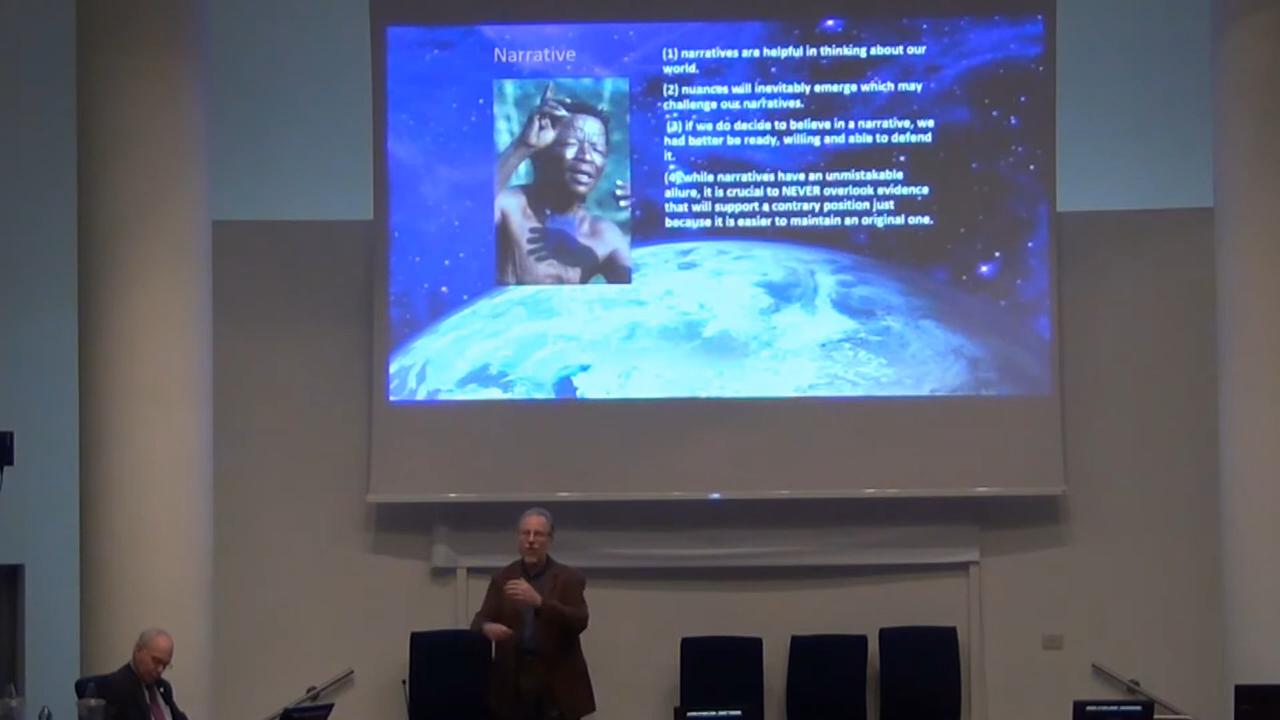 Narrative
(1) narratives are helpful in thinking about our
world.
(2) nuances will inevitably emerge which may
challenge our narratives.
(3) if we do decide to believe in a narrative, we
had better be ready, willing and able to defend
it.
(4) while narratives have an unmistakable
allure, it is crucial to NEVER overlook evidence
that will support a contrary position just
because it is easier to maintain an original one.